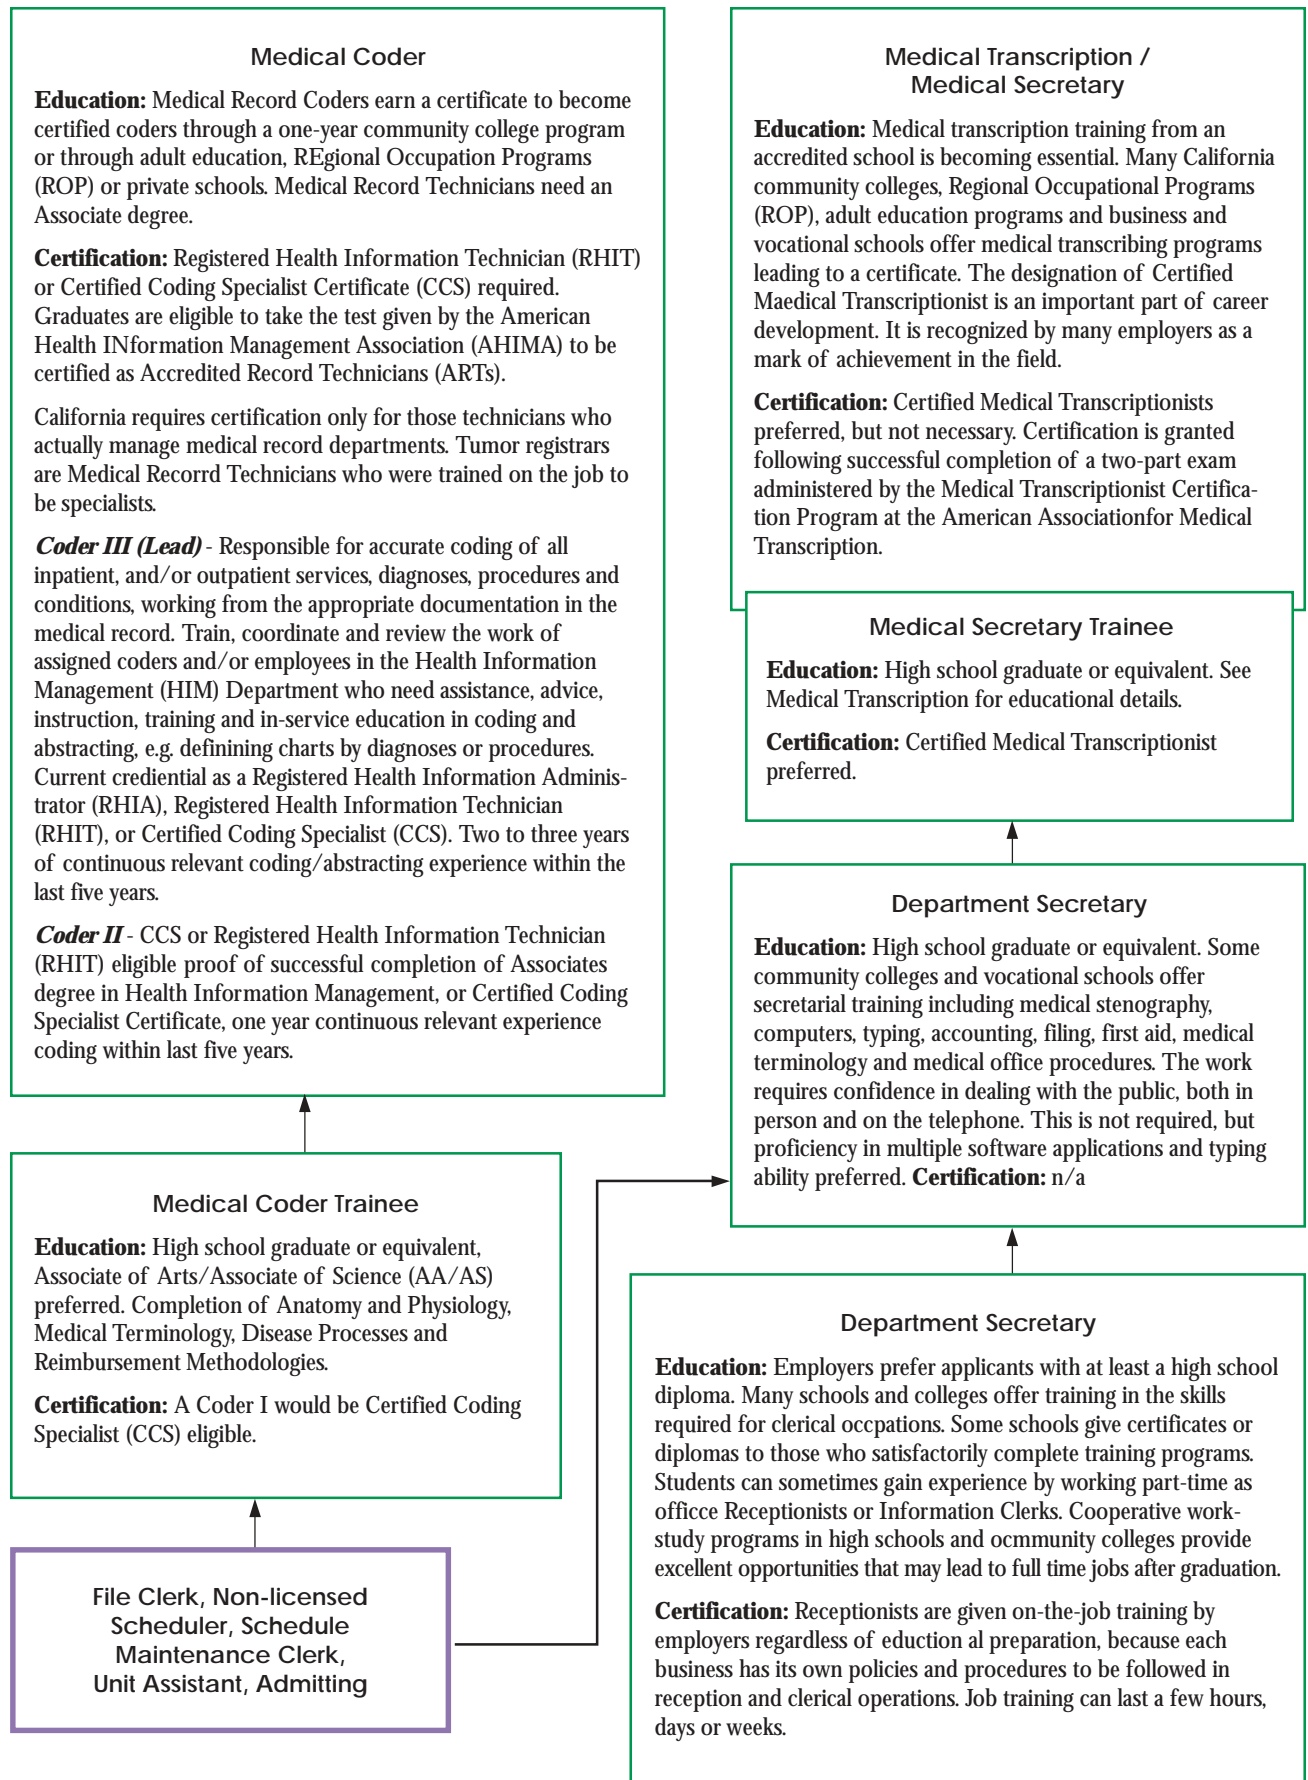 Medical Coder
Education: Medical Record Coders earn a certificate to become
certified coders through a one-year community college program
or through adult education, REgional Occupation Programs
(ROP) or private schools. Medical Record Technicians need an
Associate degree.
Certification: Registered Health Information Technician (RHIT)
or Certified Coding Specialist Certificate (CCS) required.
Graduates are eligible to take the test given by the American
Health INformation Management Association (AHIMA) to be
certified as Accredited Record Technicians (ARTs).
California requires certification only for those technicians who
actually manage medical record departments. Tumor registrars
are Medical Recorrd Technicians who were trained on the job to
be specialists.
Coder III (Lead) - Responsible for accurate coding of all
inpatient, and/or outpatient services, diagnoses, procedures and
conditions, working from the appropriate documentation in the
medical record. Train, coordinate and review the work of
assigned coders and/or employees in the Health Information
Management (HIM) Department who need assistance, advice,
instruction, training and in-service education in coding and
abstracting, e.g. definining charts by diagnoses or procedures.
Current crediential as a Registered Health Information Adminis-
trator (RHIA), Registered Health Information Technician
(RHIT), or Certified Coding Specialist (CCS). Two to three years
of continuous relevant coding/abstracting experience within the
last five years.
Coder II - CCS or Registered Health Information Technician
(RHIT) eligible proof of successful completion of Associates
degree in Health Information Management, or Certified Coding
Specialist Certificate, one year continuous relevant experience
coding within last five years.
Medical Coder Trainee
Education: High school graduate or equivalent,
Associate of Arts/Associate of Science (AA/AS)
preferred. Completion of Anatomy and Physiology,
Medical Terminology, Disease Processes and
Reimbursement Methodologies.
Certification: A Coder I would be Certified Coding
Specialist (CCS) eligible.
File Clerk, Non-licensed
Scheduler, Schedule
Maintenance Clerk,
Unit Assistant, Admitting
Medical Transcription /
Medical Secretary
Education: Medical transcription training from an
accredited school is becoming essential. Many California
community colleges, Regional Occupational Programs
(ROP), adult education programs and business and
vocational schools offer medical transcribing programs
leading to a certificate. The designation of Certified
Maedical Transcriptionist is an important part of career
development. It is recognized by many employers as a
mark of achievement in the field.
Certification: Certified Medical Transcriptionists
preferred, but not necessary. Certification is granted
following successful completion of a two-part exam
administered by the Medical Transcriptionist Certifica-
tion Program at the American Associationfor Medical
Transcription.
Medical Secretary Trainee
Education: High school graduate or equivalent. See
Medical Transcription for educational details.
Certification: Certified Medical Transcriptionist
preferred.
Department Secretary
Education: High school graduate or equivalent. Some
community colleges and vocational schools offer
secretarial training including medical stenography,
computers, typing, accounting, filing, first aid, medical
terminology and medical office procedures. The work
requires confidence in dealing with the public, both in
person and on the telephone. This is not required, but
proficiency in multiple software applications and typing
ability preferred. Certification: n/a
Department Secretary
Education: Employers prefer applicants with at least a high school
diploma. Many schools and colleges offer training in the skills
required for clerical occpations. Some schools give certificates or
diplomas to those who satisfactorily complete training programs.
Students can sometimes gain experience by working part-time as
officce Receptionists or Information Clerks. Cooperative work-
study programs in high schools and ocmmunity colleges provide
excellent opportunities that may lead to full time jobs after graduation.
Certification: Receptionists are given on-the-job training by
employers regardless of eduction al preparation, because each
business has its own policies and procedures to be followed in
reception and clerical operations. Job training can last a few hours,
days or weeks.